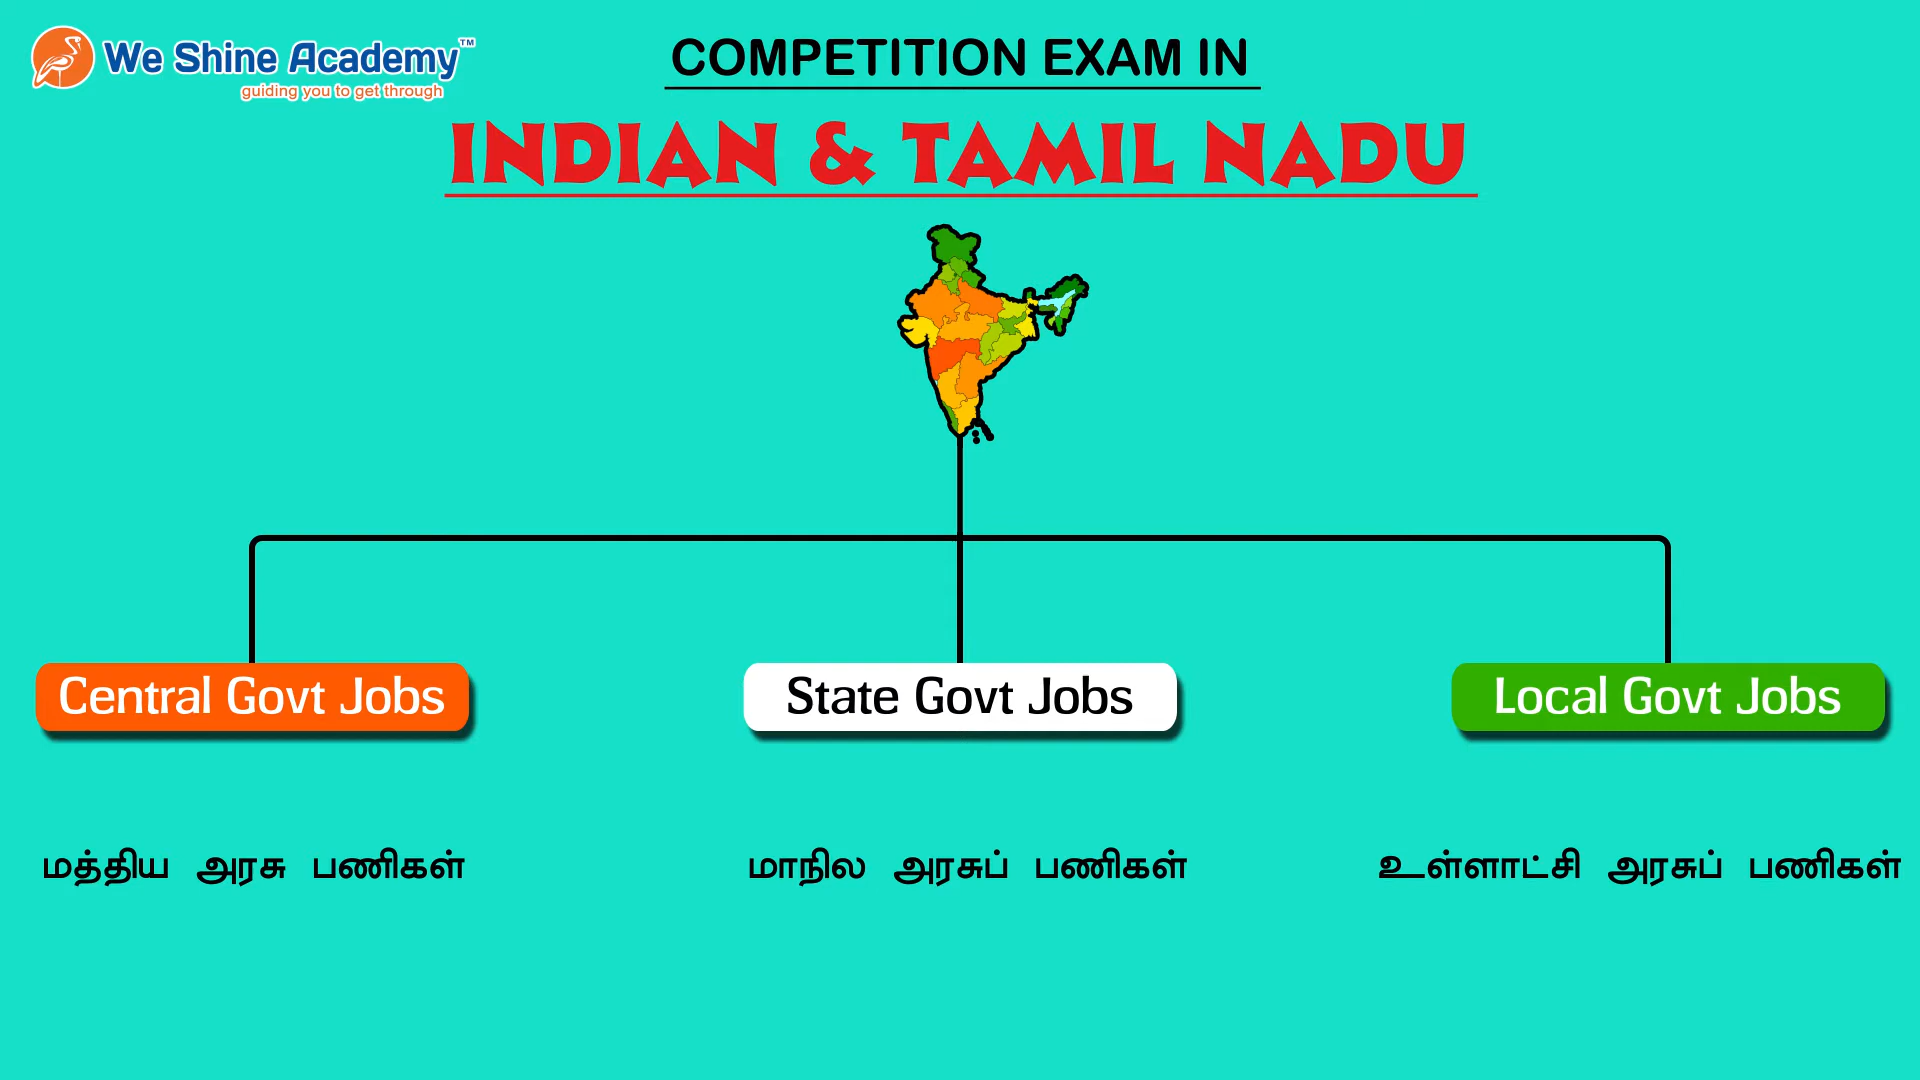 We Shine Academy™
guiding you to get through
COMPETITION EXAM IN
INDIAN & TAMIL NADU
Central Govt Jobs
State Govt Jobs
Local Govt Jobs
மத்திய அரசு பணிகள்
மாநில அரசுப் பணிகள்
உள்ளாட்சி அரசுப் பணிகள்